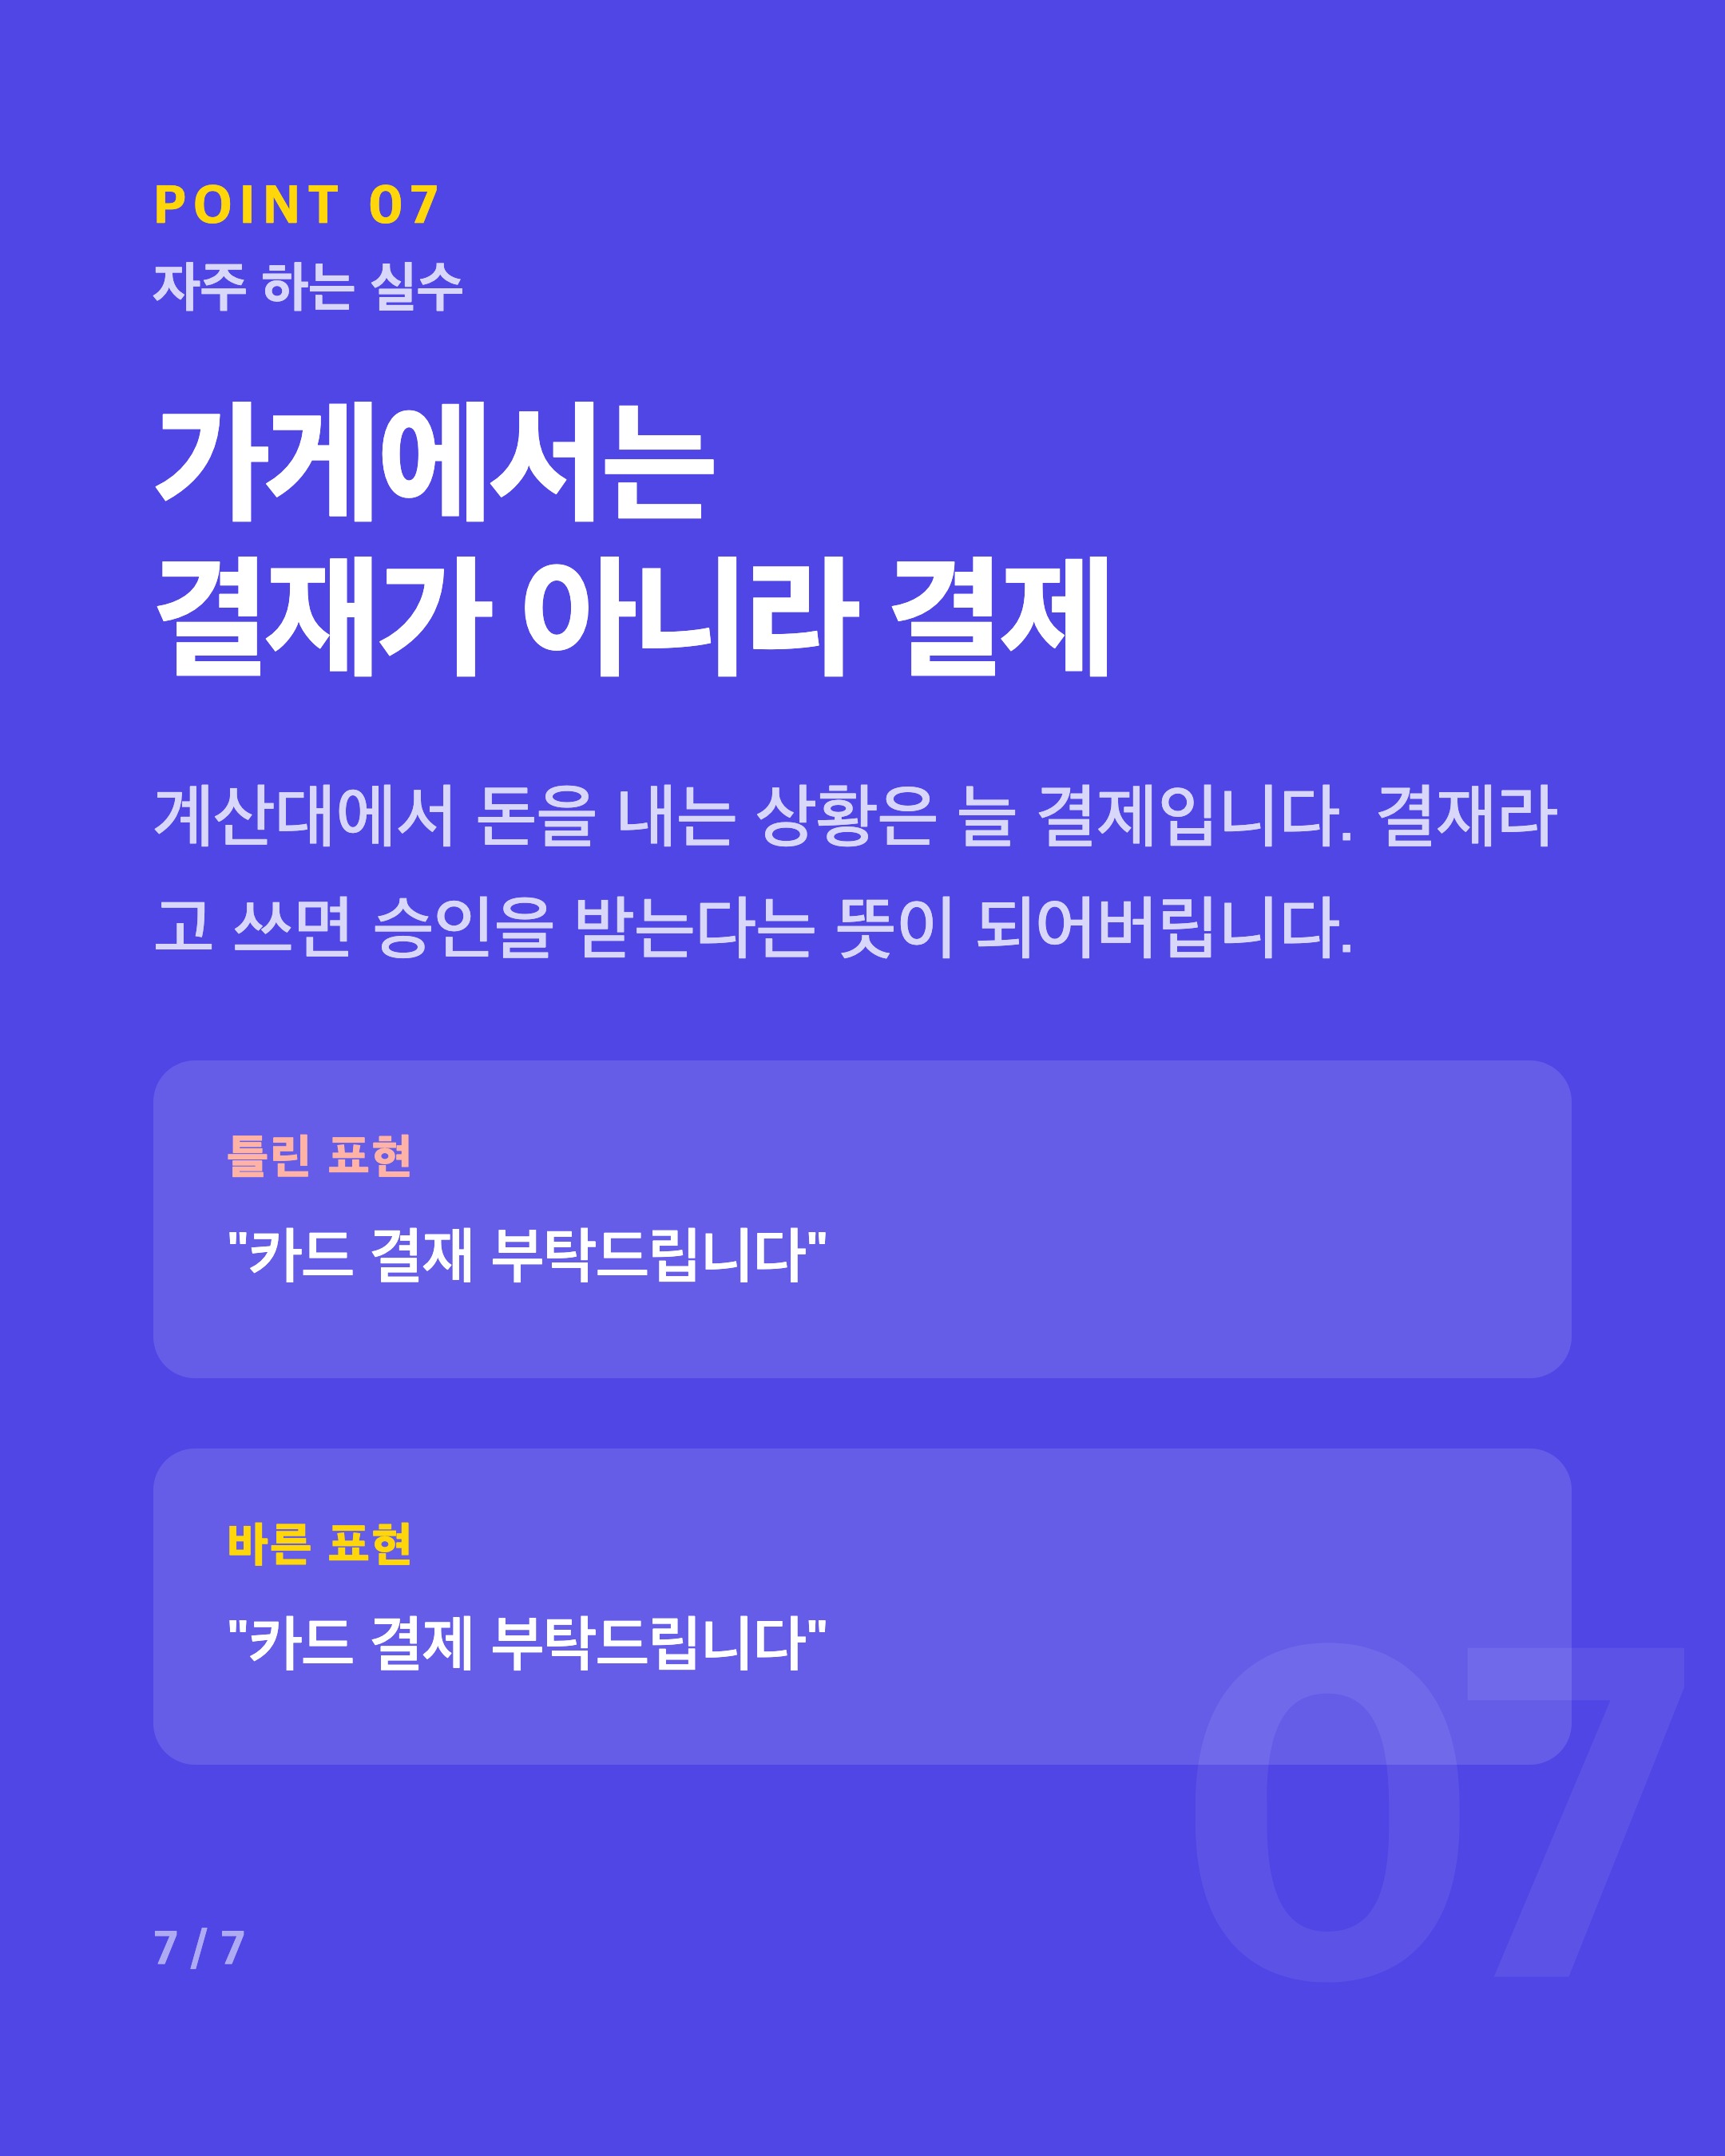 POINT 07
자주 하는 실수
가게에서는
결재가 아니라 결제
계산대에서 돈을 내는 상황은 늘 결제입니다. 결재라
고 쓰면 승인을 받는다는 뜻이 되어버립니다.
틀린 표현
"카드 결재 부탁드립니다"
바른 표현
"카드 결제 부탁드립니다"
07
7 / 7